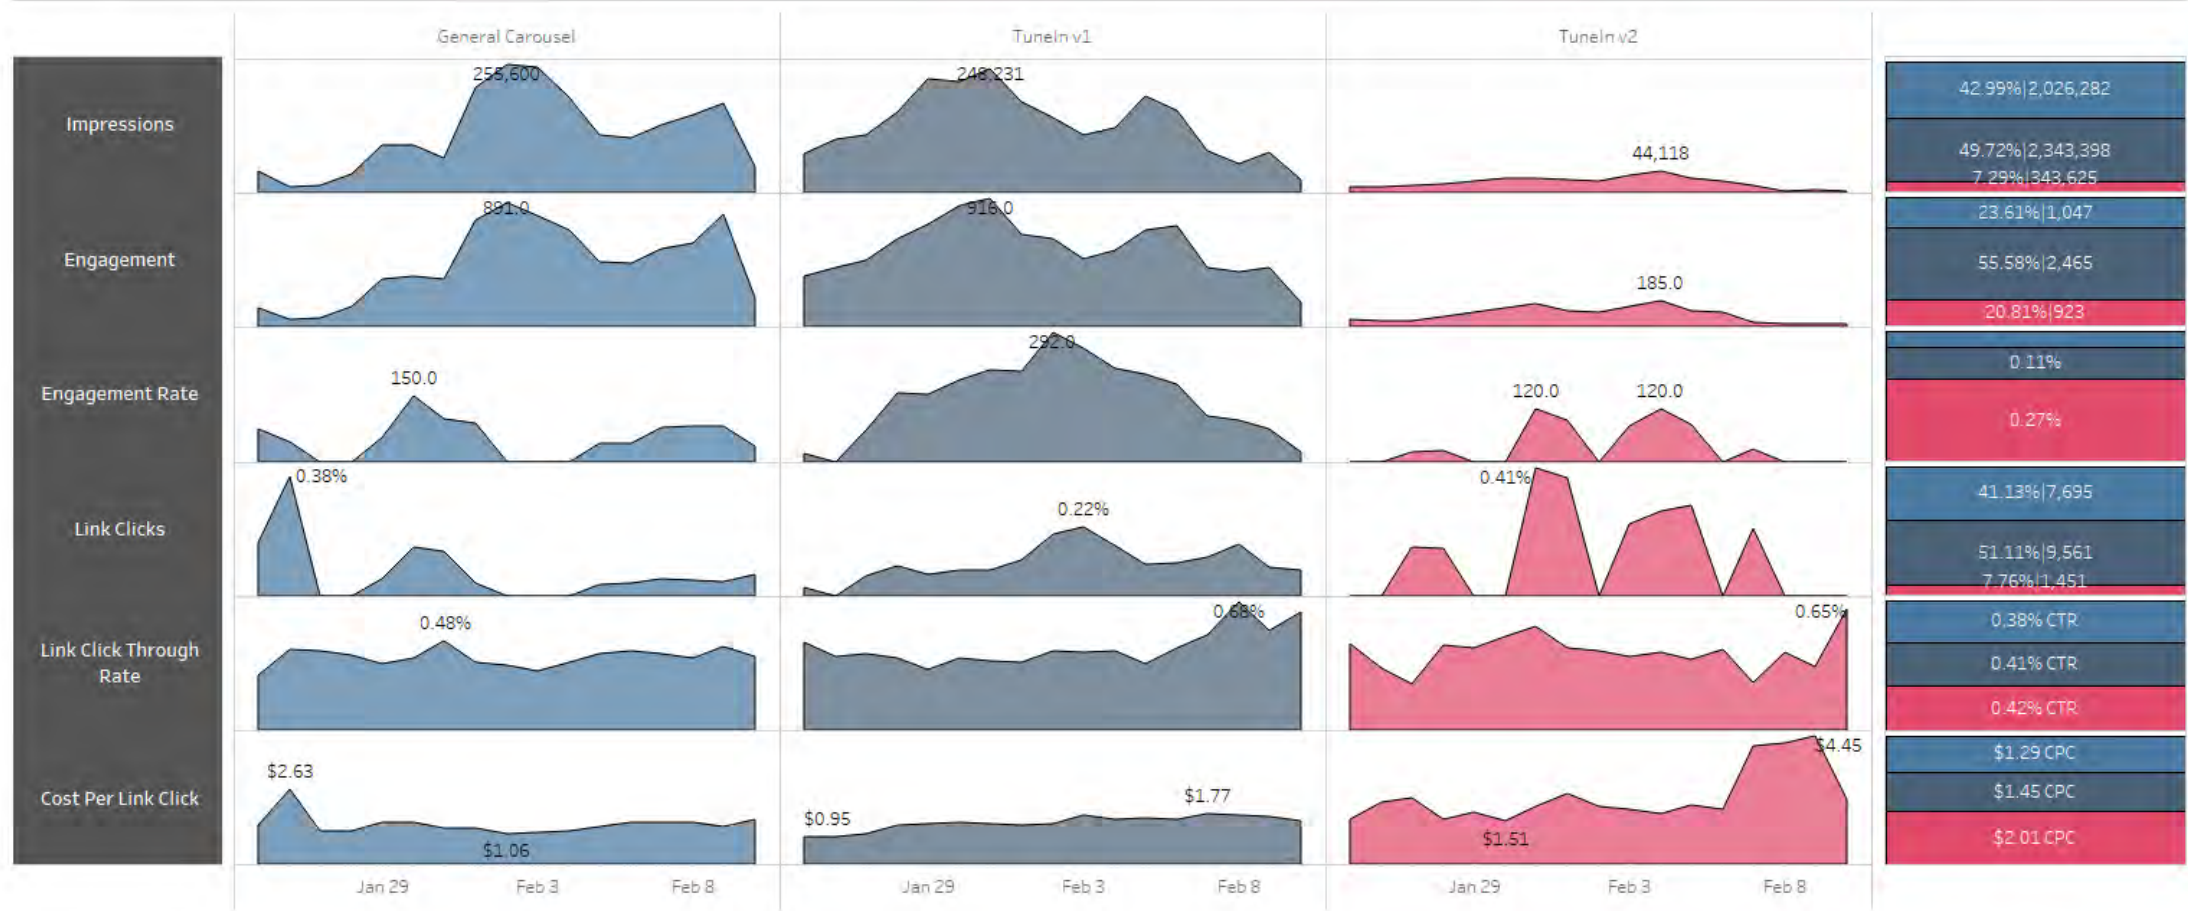 General Carousel
TuneIn v1
TuneIn v2
Impressions
255,600
248,231
44,118
42.99%|2,026,282
49.72%|2,343,398
7.29%|343,625
Engagement
891.0
916.0
185.0
23.61%|1,047
55.58%|2,465
20.81%|923
Engagement Rate
150.0
292.0
120.0
120.0
0.11%
0.27%
Link Clicks
0.38%
0.22%
0.41%
41.13%|7,695
51.11%|9,561
7.76%|1,451
Link Click Through
Rate
0.48%
0.68%
0.65%
0.38% CTR
0.41% CTR
0.42% CTR
Cost Per Link Click
$2.63
$1.06
$0.95
$1.77
$1.51
$4.45
$1.29 CPC
$1.45 CPC
$2.01 CPC
Jan 29
Feb 3
Feb 8
Jan 29
Feb 3
Feb 8
Jan 29
Feb 3
Feb 8